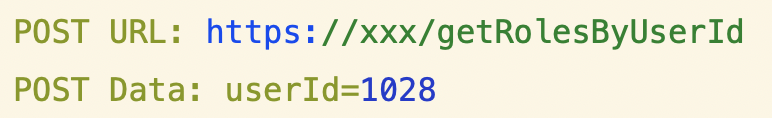 POST URL: https://xxx/getRolesByUserId
POST Data: userId=1028